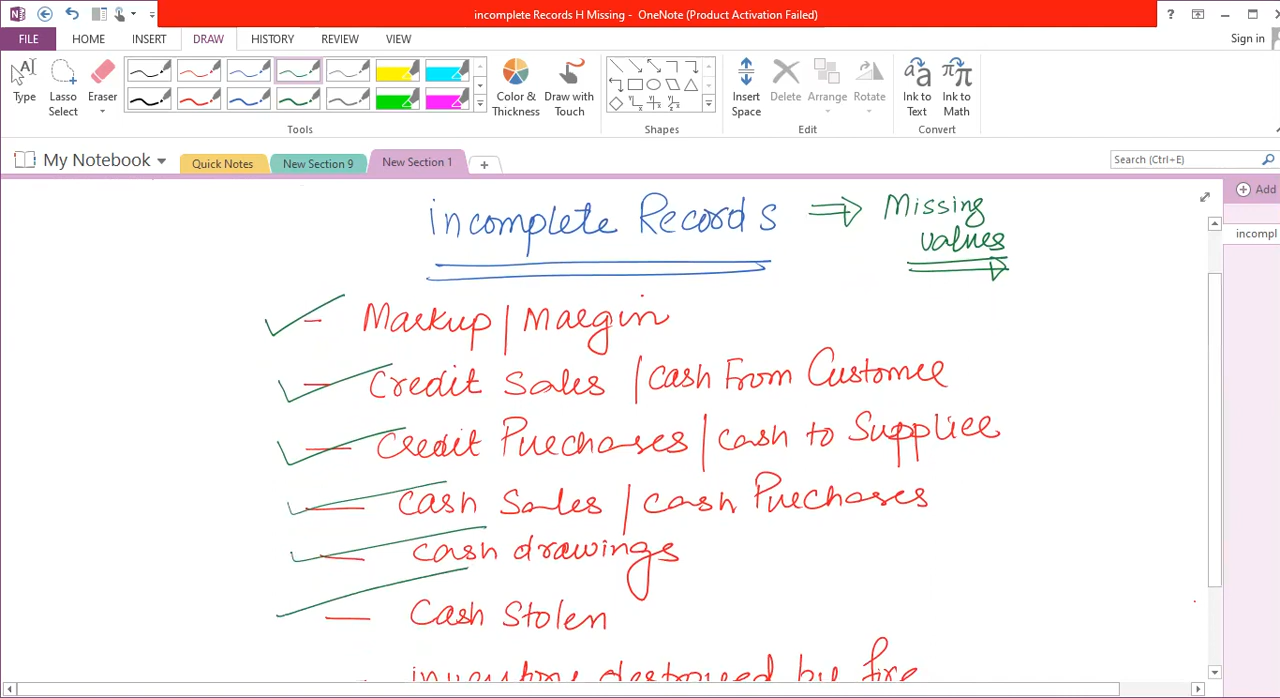 incomplete Records H Missing - OneNote (Product Activation Failed)
FILE HOME INSERT DRAW HISTORY REVIEW VIEW
Sign in
Type Lasso Select Eraser
Color & Thickness Draw with Touch
Insert Space Delete Arrange Rotate
Ink to Text Ink to Math
Tools Shapes Edit Convert
My Notebook Quick Notes New Section 9 New Section 1
Search (Ctrl+E)
Add
incompl
incomplete Records ⇒ Missing
values
- Markup | Margin
- Credit Sales | Cash From Customer
- Credit Purchases | Cash to Supplier
- Cash Sales | Cash Purchases
- Cash drawings
- Cash Stolen
- inventory destroyed by fire